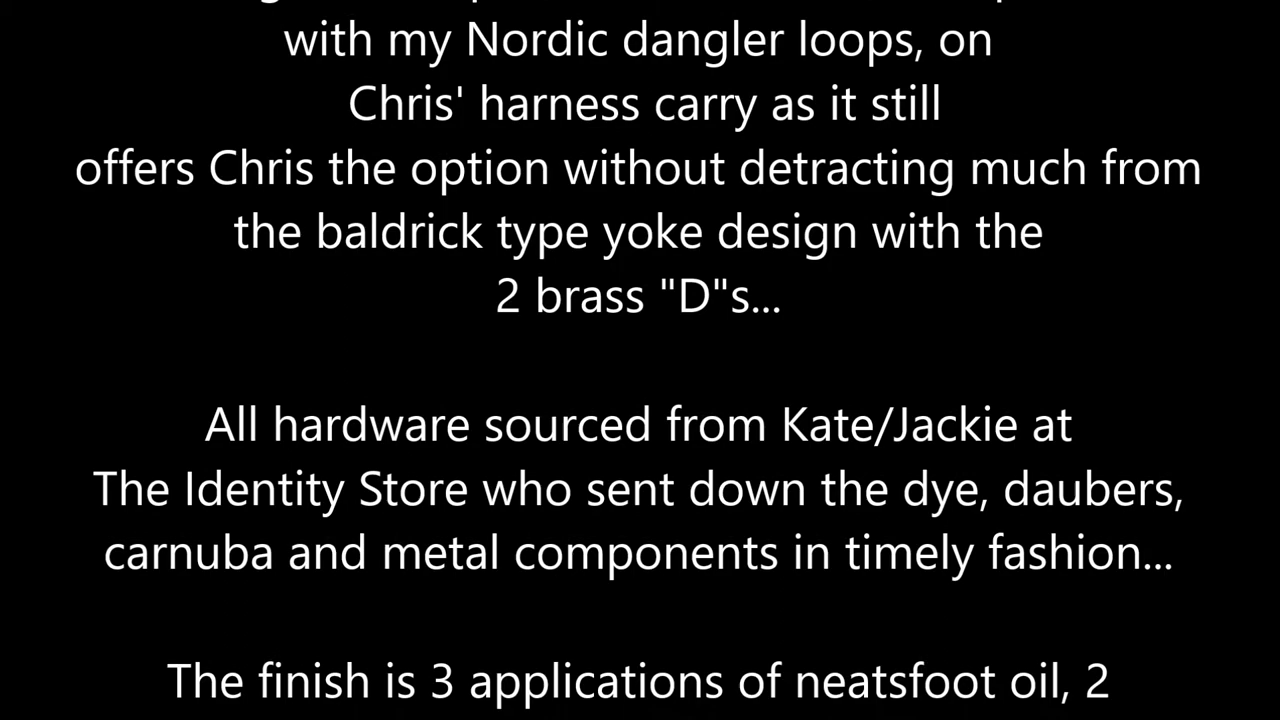 with my Nordic dangler loops, on
Chris' harness carry as it still
offers Chris the option without detracting much from
the baldrick type yoke design with the
2 brass "D"s...
All hardware sourced from Kate/Jackie at
The Identity Store who sent down the dye, daubers,
carnuba and metal components in timely fashion...
The finish is 3 applications of neatsfoot oil, 2